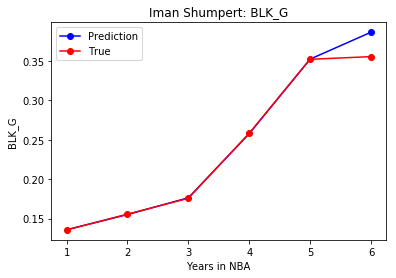 Iman Shumpert: BLK_G
Prediction
True
BLK_G
0.35
0.30
0.25
0.20
0.15
1 2 3 4 5 6
Years in NBA